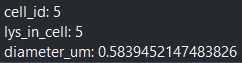 cell_id: 5
lys_in_cell: 5
diameter_um: 0.5839452147483826